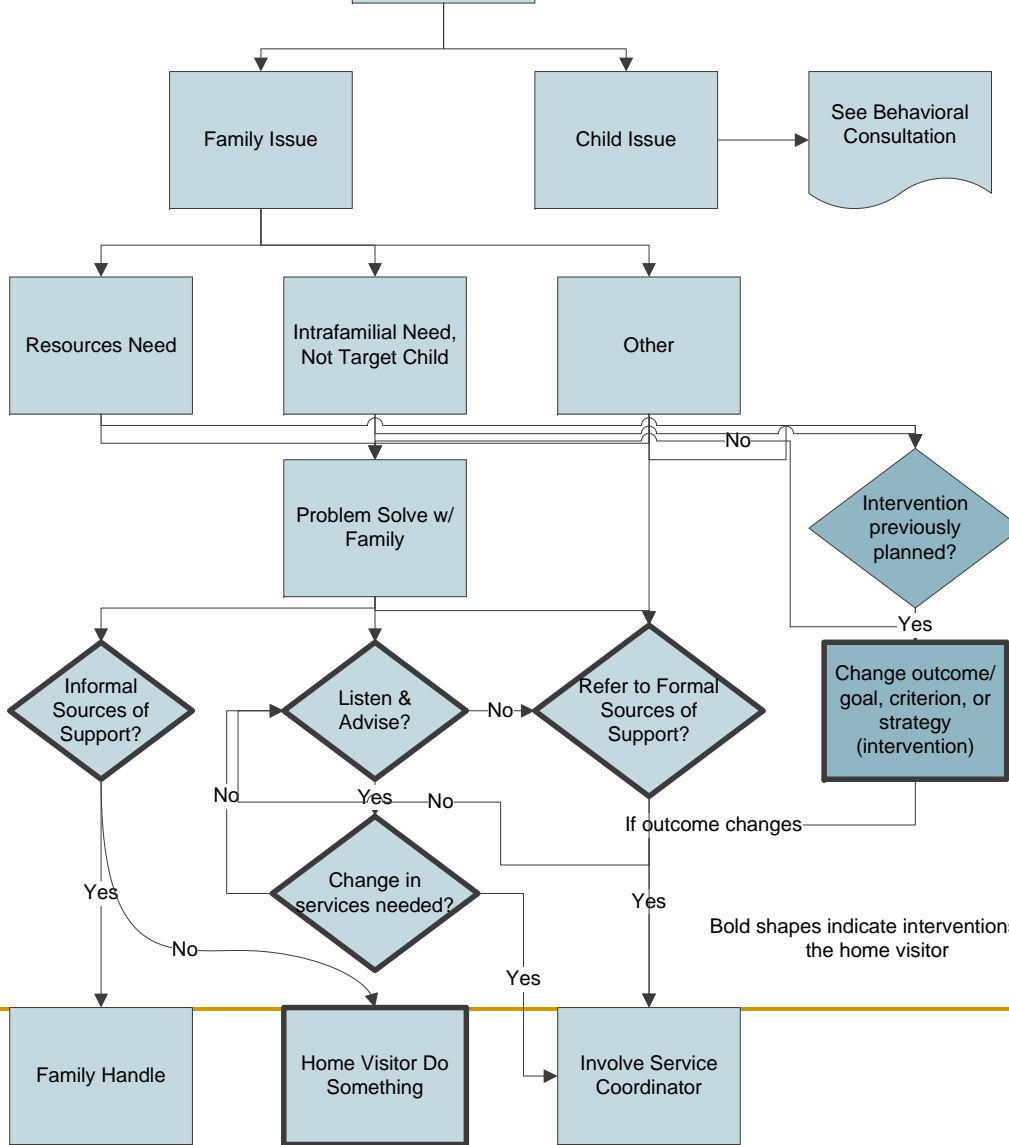 Family Issue
Child Issue
See Behavioral
Consultation
Resources Need
Intrafamilial Need,
Not Target Child
Other
No
Problem Solve w/
Family
Intervention
previously
planned?
Yes
Informal
Sources of
Support?
Listen &
Advise?
No
Refer to Formal
Sources of
Support?
Change outcome/
goal, criterion, or
strategy
(intervention)
No
Yes
No
If outcome changes
Change in
services needed?
Yes
Yes
Bold shapes indicate interventions
the home visitor
No
Yes
Family Handle
Home Visitor Do
Something
Involve Service
Coordinator